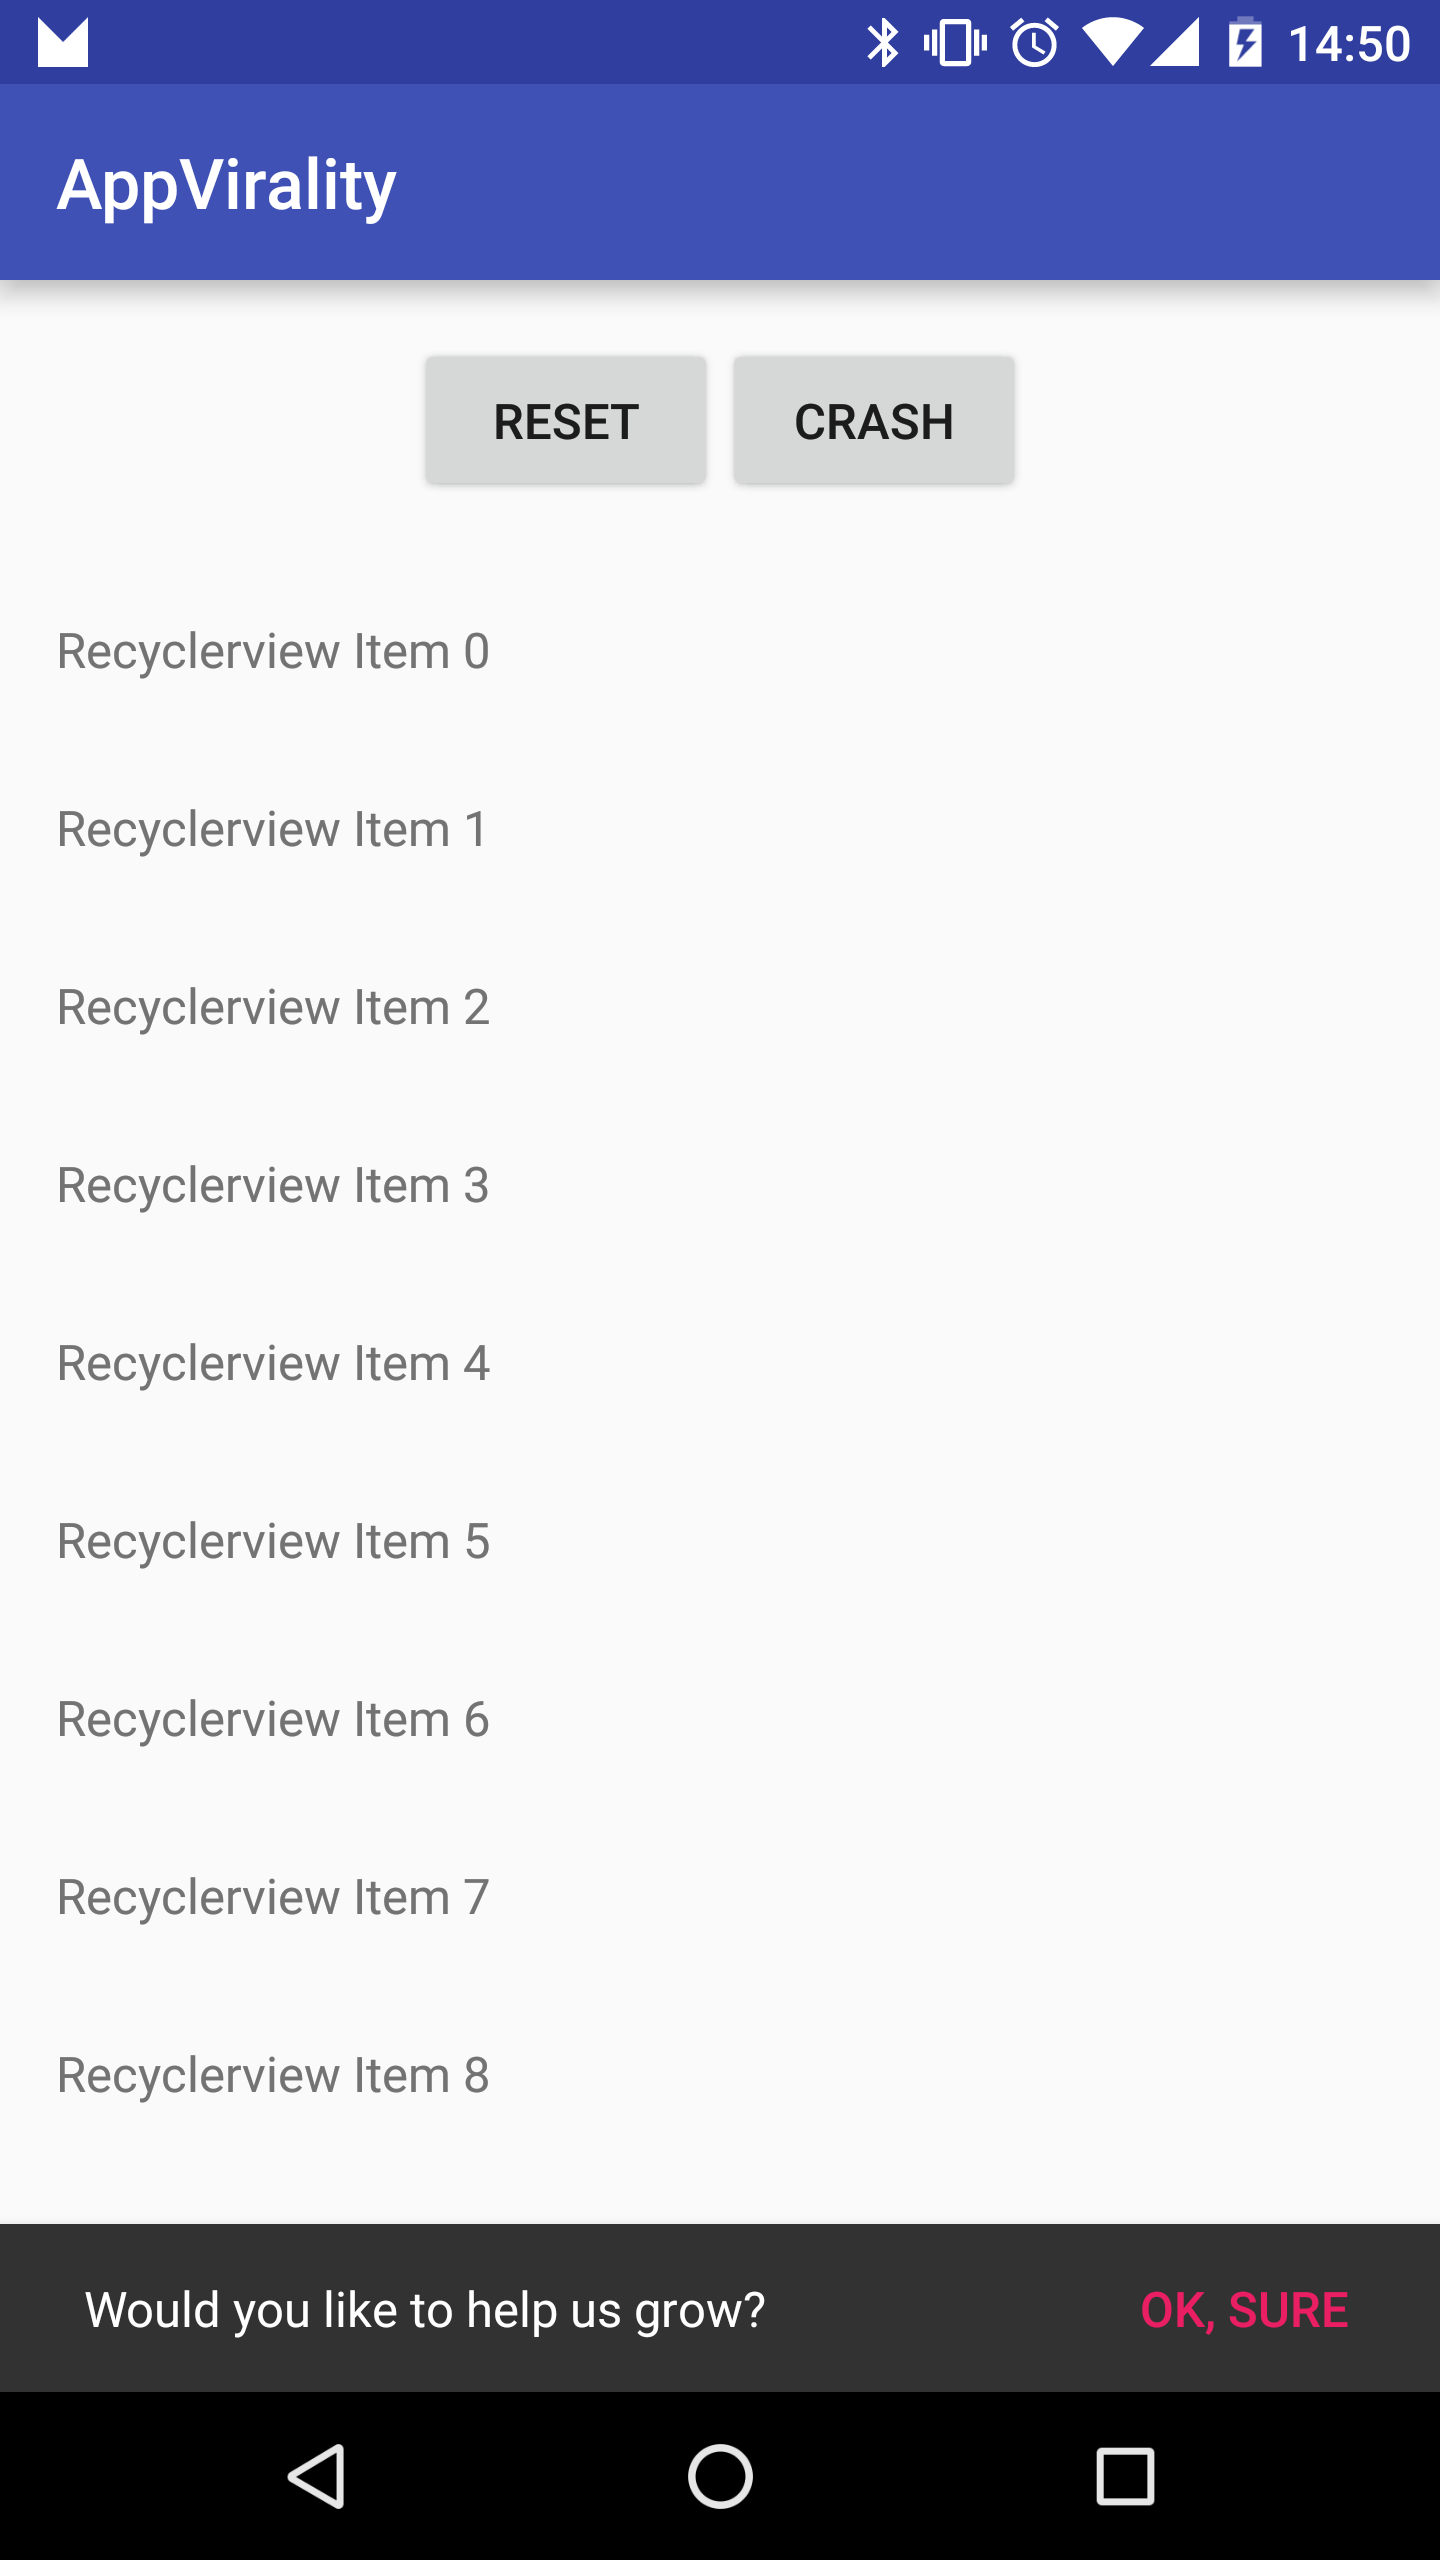 14:50
AppVirality
RESET CRASH
Recyclerview Item 0
Recyclerview Item 1
Recyclerview Item 2
Recyclerview Item 3
Recyclerview Item 4
Recyclerview Item 5
Recyclerview Item 6
Recyclerview Item 7
Recyclerview Item 8
Would you like to help us grow? OK, SURE